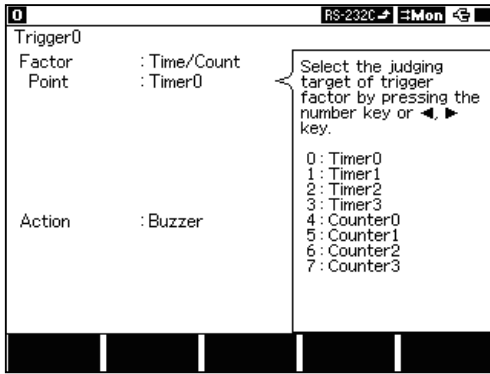 0 RS-232C ⇄Mon
Trigger0
Factor : Time/Count
Point : Timer0
Action : Buzzer
Select the judging
target of trigger
factor by pressing the
number key or ◀, ▶
key.
0 : Timer0
1 : Timer1
2 : Timer2
3 : Timer3
4 : Counter0
5 : Counter1
6 : Counter2
7 : Counter3